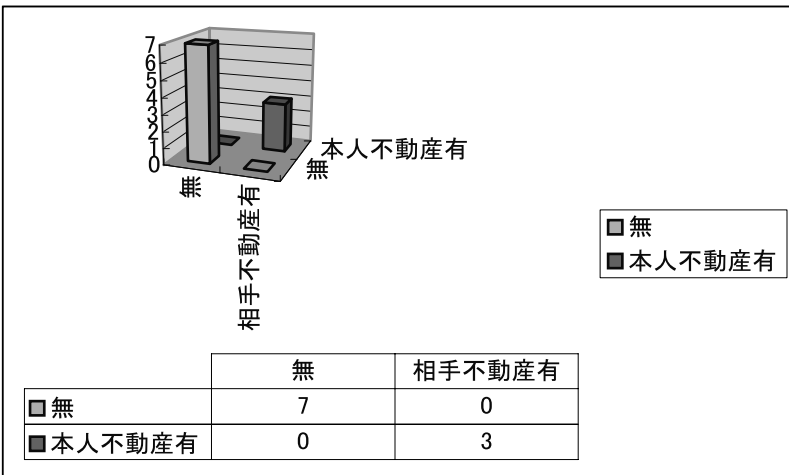 7
6
5
4
3
2
1
0
本人不動産有
無
無
相手不動産有
無
本人不動産有
無 相手不動産有
無 7 0
本人不動産有 0 3